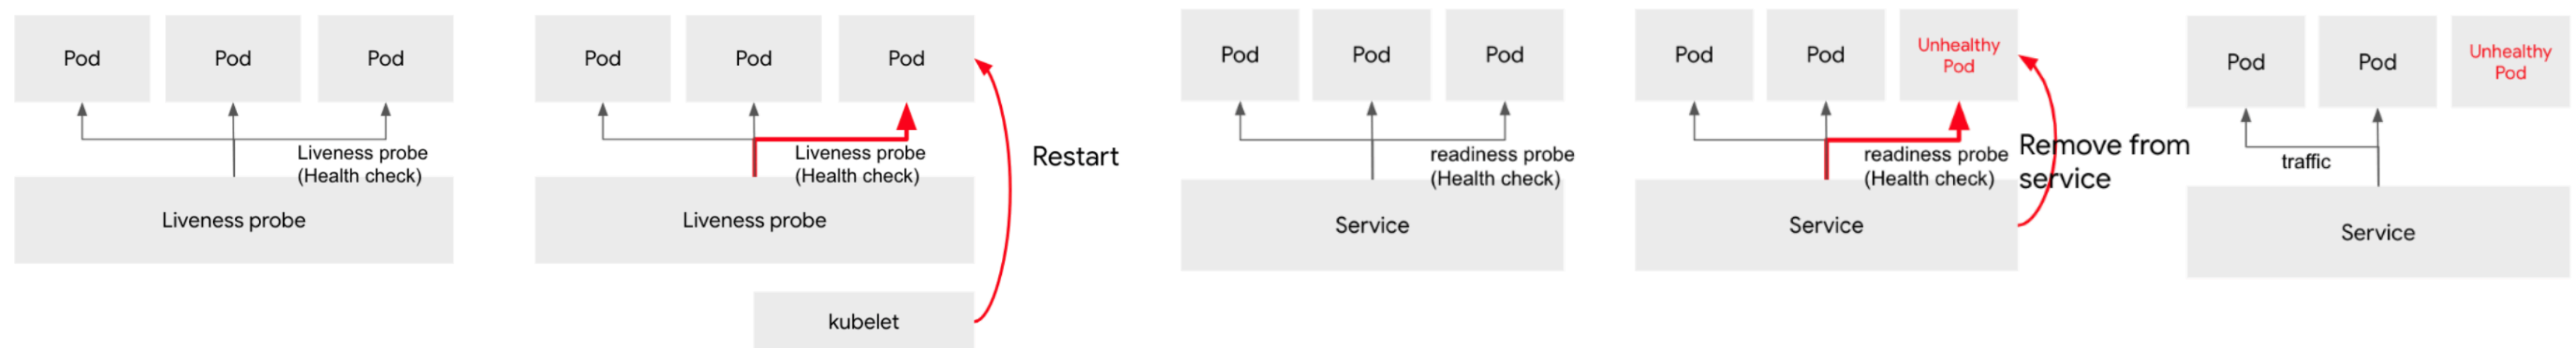 Pod
Pod
Pod
Liveness probe
(Health check)
Liveness probe
Pod
Pod
Pod
Liveness probe
(Health check)
Restart
Liveness probe
kubelet
Pod
Pod
Pod
readiness probe
(Health check)
Service
Pod
Pod
Unhealthy
Pod
readiness probe
(Health check)
Remove from
service
Service
Pod
Pod
Unhealthy
Pod
traffic
Service